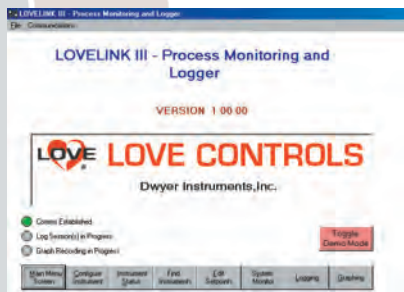 LOVELINK III - Process Monitoring and Logger
File Communications
LOVELINK III - Process Monitoring and
Logger
VERSION 1.00.00
LOVE LOVE CONTROLS
Dwyer Instruments,Inc.
Comms Established
Log Session(s) in Progress
Graph Recording in Progress
Toggle
Demo Mode
Main Menu
Screen
Configure
Instrument
Instrument
Status
Find
Instruments
Edit
Setpoints
System
Monitor
Logging
Graphing